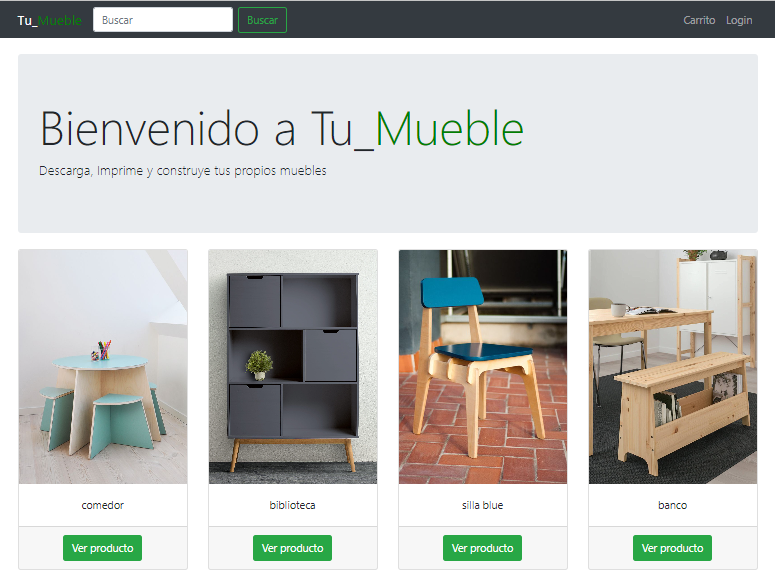 Tu_Mueble Buscar Buscar Carrito Login
Bienvenido a Tu_Mueble
Descarga, Imprime y construye tus propios muebles
comedor biblioteca silla blue banco
Ver producto Ver producto Ver producto Ver producto